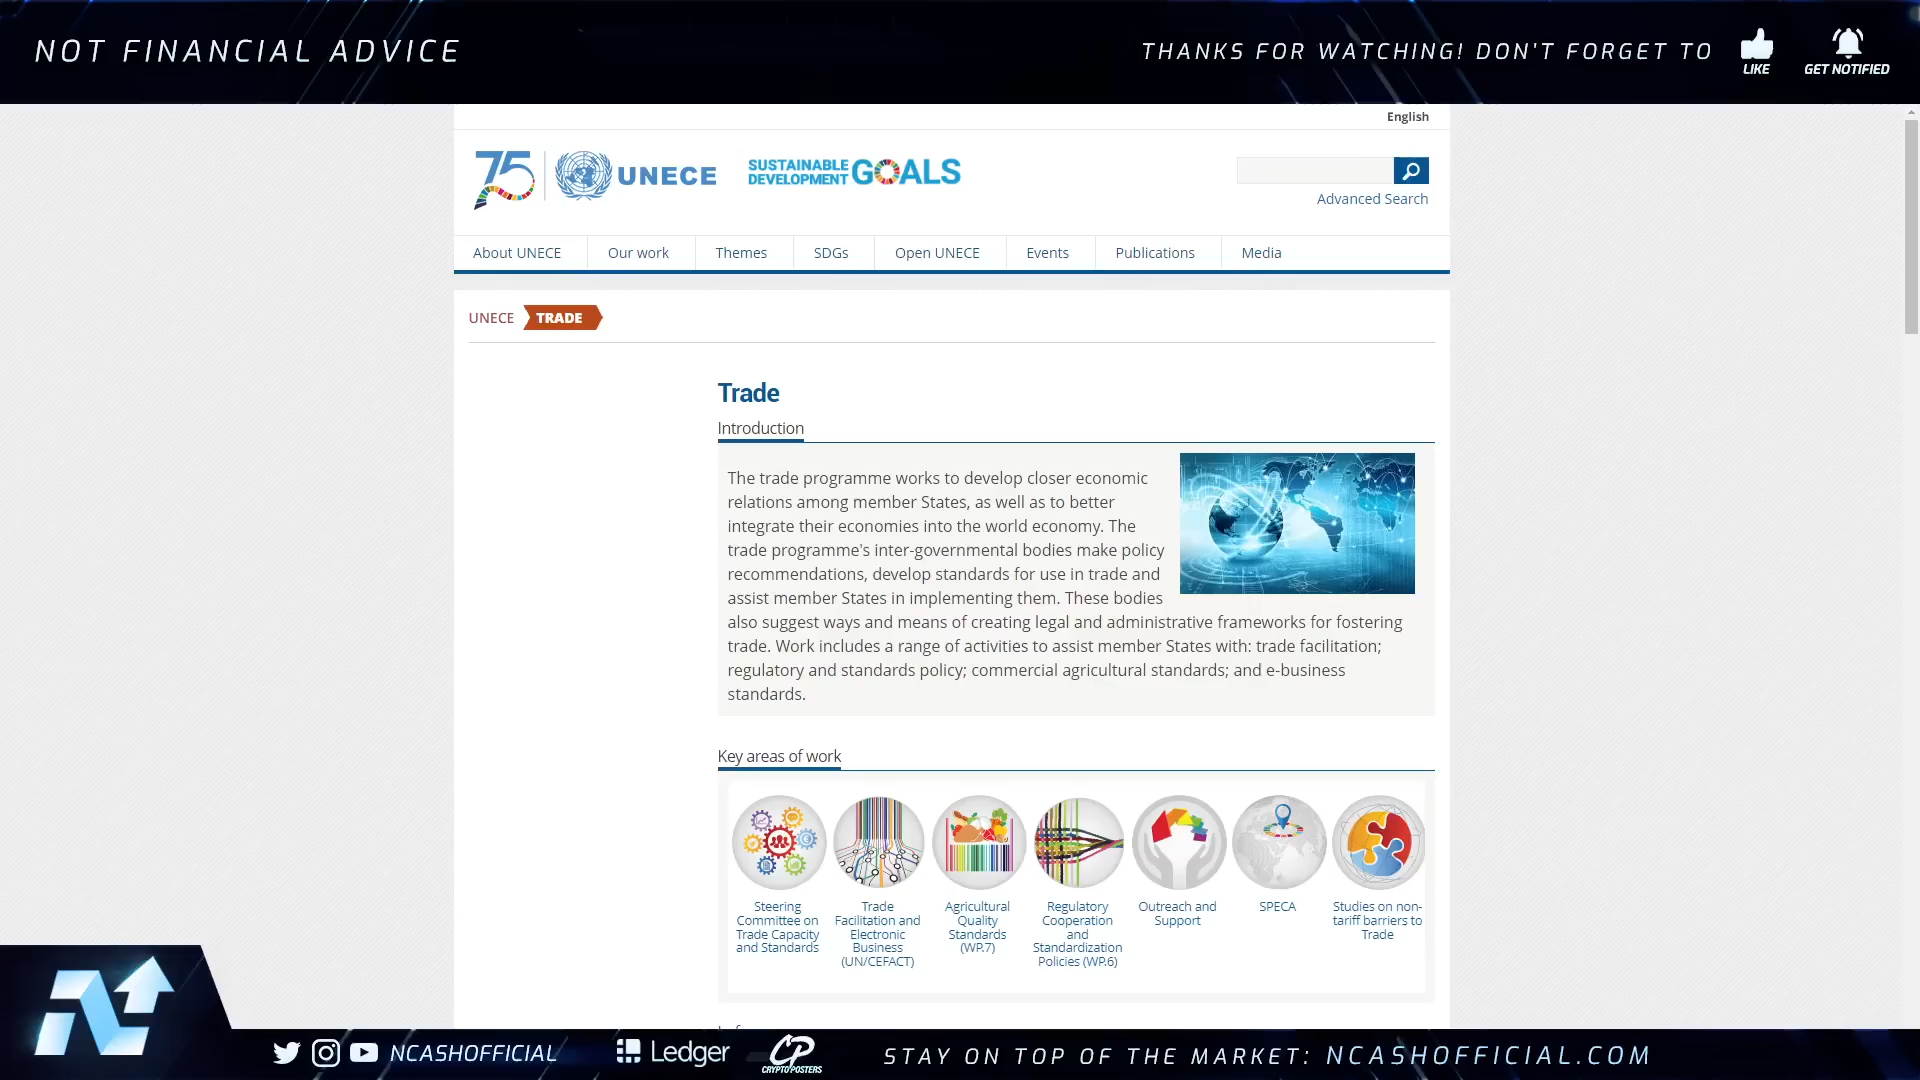 NOT FINANCIAL ADVICE
THANKS FOR WATCHING! DON'T FORGET TO
LIKE
GET NOTIFIED
English
75
UNECE
SUSTAINABLE
DEVELOPMENT GOALS
Advanced Search
About UNECE
Our work
Themes
SDGs
Open UNECE
Events
Publications
Media
UNECE
TRADE
Trade
Introduction
The trade programme works to develop closer economic
relations among member States, as well as to better
integrate their economies into the world economy. The
trade programme's inter-governmental bodies make policy
recommendations, develop standards for use in trade and
assist member States in implementing them. These bodies
also suggest ways and means of creating legal and administrative frameworks for fostering
trade. Work includes a range of activities to assist member States with: trade facilitation;
regulatory and standards policy; commercial agricultural standards; and e-business
standards.
Key areas of work
Steering
Committee on
Trade Capacity
and Standards
Trade
Facilitation and
Electronic
Business
(UN/CEFACT)
Agricultural
Quality
Standards
(WP.7)
Regulatory
Cooperation
and
Standardization
Policies (WP.6)
Outreach and
Support
SPECA
Studies on non-
tariff barriers to
Trade
NCASHOFFICIAL
Ledger
CP
CRYPTO POSTERS
STAY ON TOP OF THE MARKET: NCASHOFFICIAL.COM